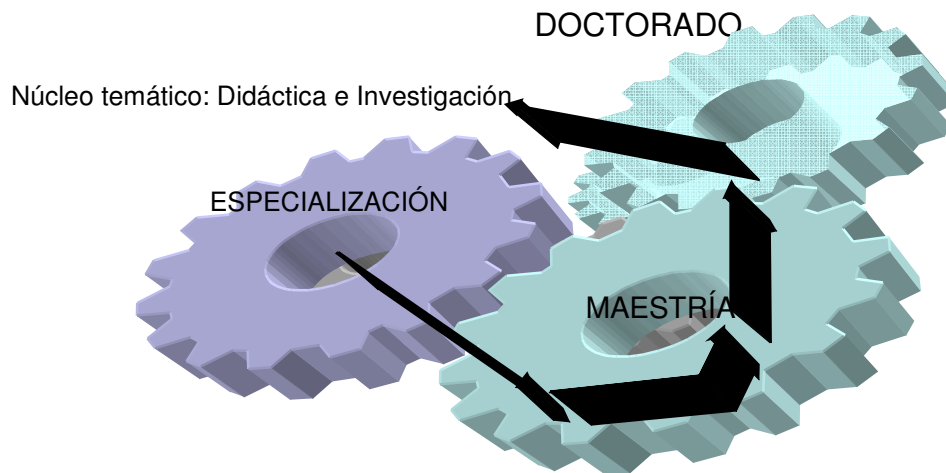 DOCTORADO
Núcleo temático: Didáctica e Investigación
ESPECIALIZACIÓN
MAESTRÍA